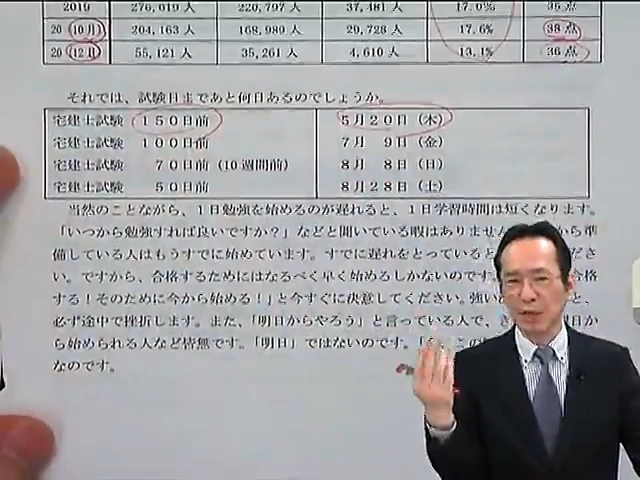 2019 276,019人 220,797人 37,481人 17.0% 35点
20(10月) 204,163人 168,980人 29,728人 17.6% 38点
20(12月) 55,121人 35,261人 4,610人 13.1% 36点
それでは、試験日まであと何日あるのでしょうか。
宅建士試験 150日前 5月20日(木)
宅建士試験 100日前 7月 9日(金)
宅建士試験 70日前(10週間前) 8月 8日(日)
宅建士試験 50日前 8月28日(土)
当然のことながら、1日勉強を始めるのが遅れると、1日学習時間は短くなります。
「いつから勉強すれば良いですか?」などと聞いている暇はありません から準
備している人はもうすでに始めています。すでに遅れをとっている ださ
い。ですから、合格するためにはなるべく早く始めるしかないのです 合格
する!そのために今から始める!」と今すぐに決意してください。強い と、
必ず途中で挫折します。また、「明日からやろう」と言っている人で、 日か
ら始められる人など皆無です。「明日」ではないのです。「 この
なのです。